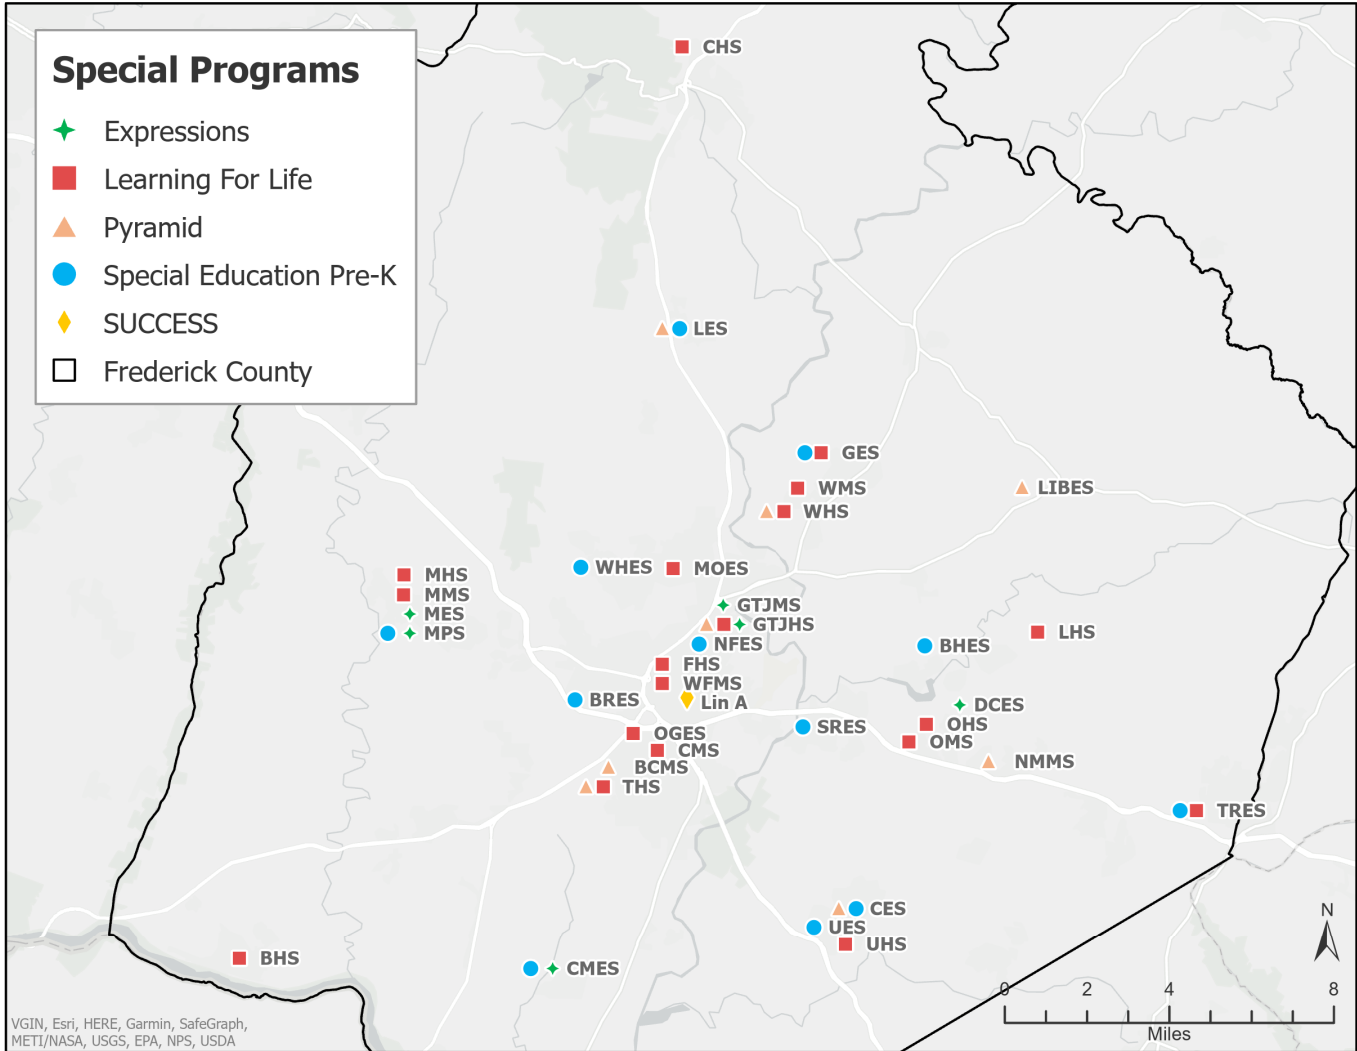 Special Programs
Expressions
Learning For Life
Pyramid
Special Education Pre-K
SUCCESS
Frederick County
CHS
LES
GES
WMS
LIBES
WHS
WHES
MOES
MHS
MMS
MES
MPS
GTJMS
GTJHS
NFES
FHS
WFMS
Lin A
LHS
BHES
BRES
DCES
OHS
OMS
SRES
OGES
CMS
BCMS
THS
NMMS
TRES
CES
UES
UHS
BHS
CMES
N
0 2 4 8
Miles
VGIN, Esri, HERE, Garmin, SafeGraph,
METI/NASA, USGS, EPA, NPS, USDA